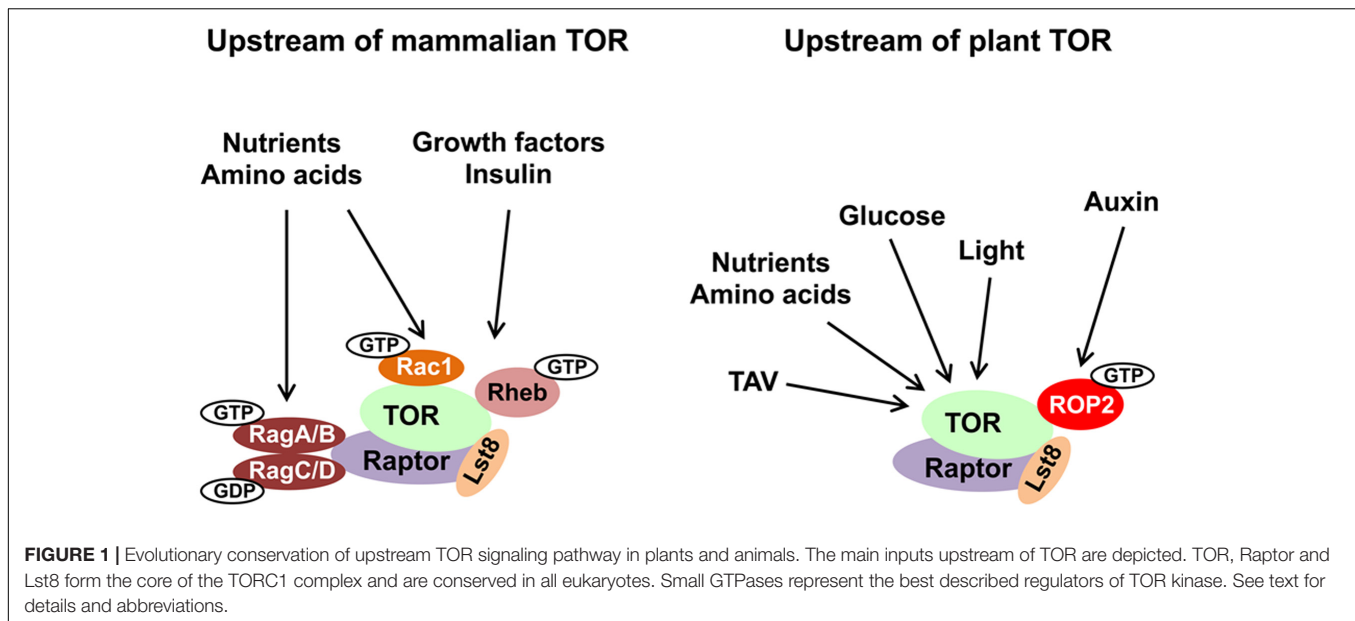 Upstream of mammalian TOR
Upstream of plant TOR
Nutrients
Amino acids
Growth factors
Insulin
GTP
Rac1
GTP
Rheb
TOR
GTP
RagA/B
RagC/D
GDP
Raptor
Lst8
Auxin
Glucose
Light
Nutrients
Amino acids
TAV
GTP
ROP2
TOR
Raptor
Lst8
FIGURE 1 | Evolutionary conservation of upstream TOR signaling pathway in plants and animals. The main inputs upstream of TOR are depicted. TOR, Raptor and
Lst8 form the core of the TORC1 complex and are conserved in all eukaryotes. Small GTPases represent the best described regulators of TOR kinase. See text for
details and abbreviations.